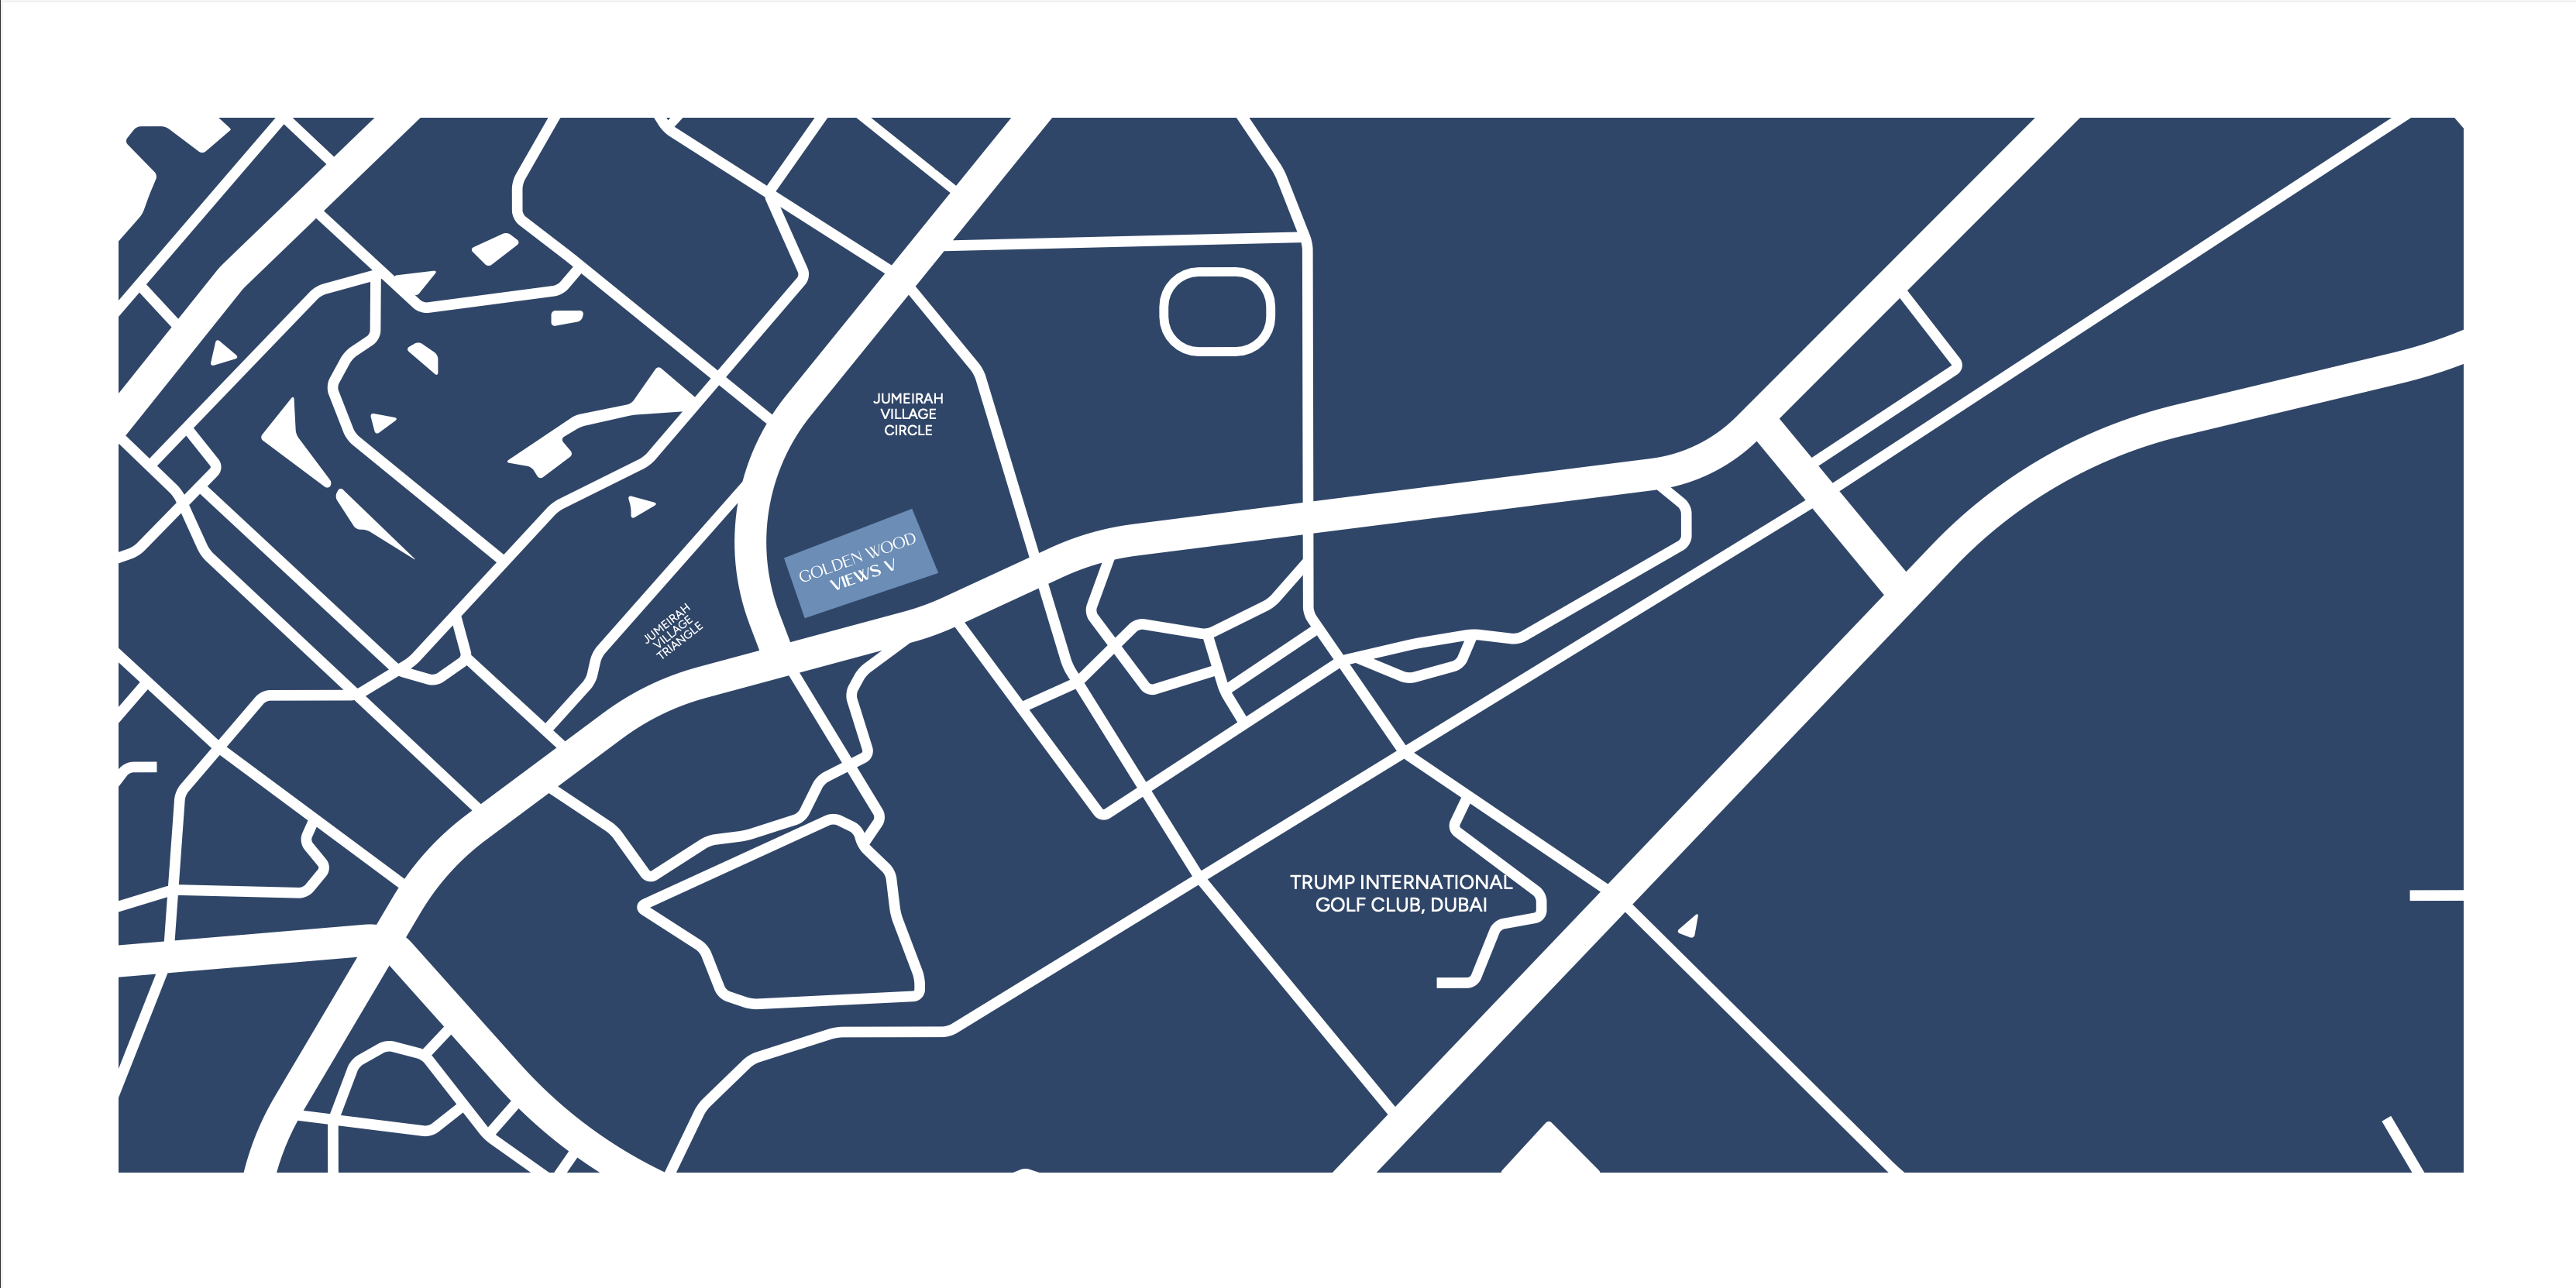 JUMEIRAH
VILLAGE
CIRCLE
GOLDEN WOOD
VIEWS V
JUMEIRAH
VILLAGE
TRIANGLE
TRUMP INTERNATIONAL
GOLF CLUB, DUBAI